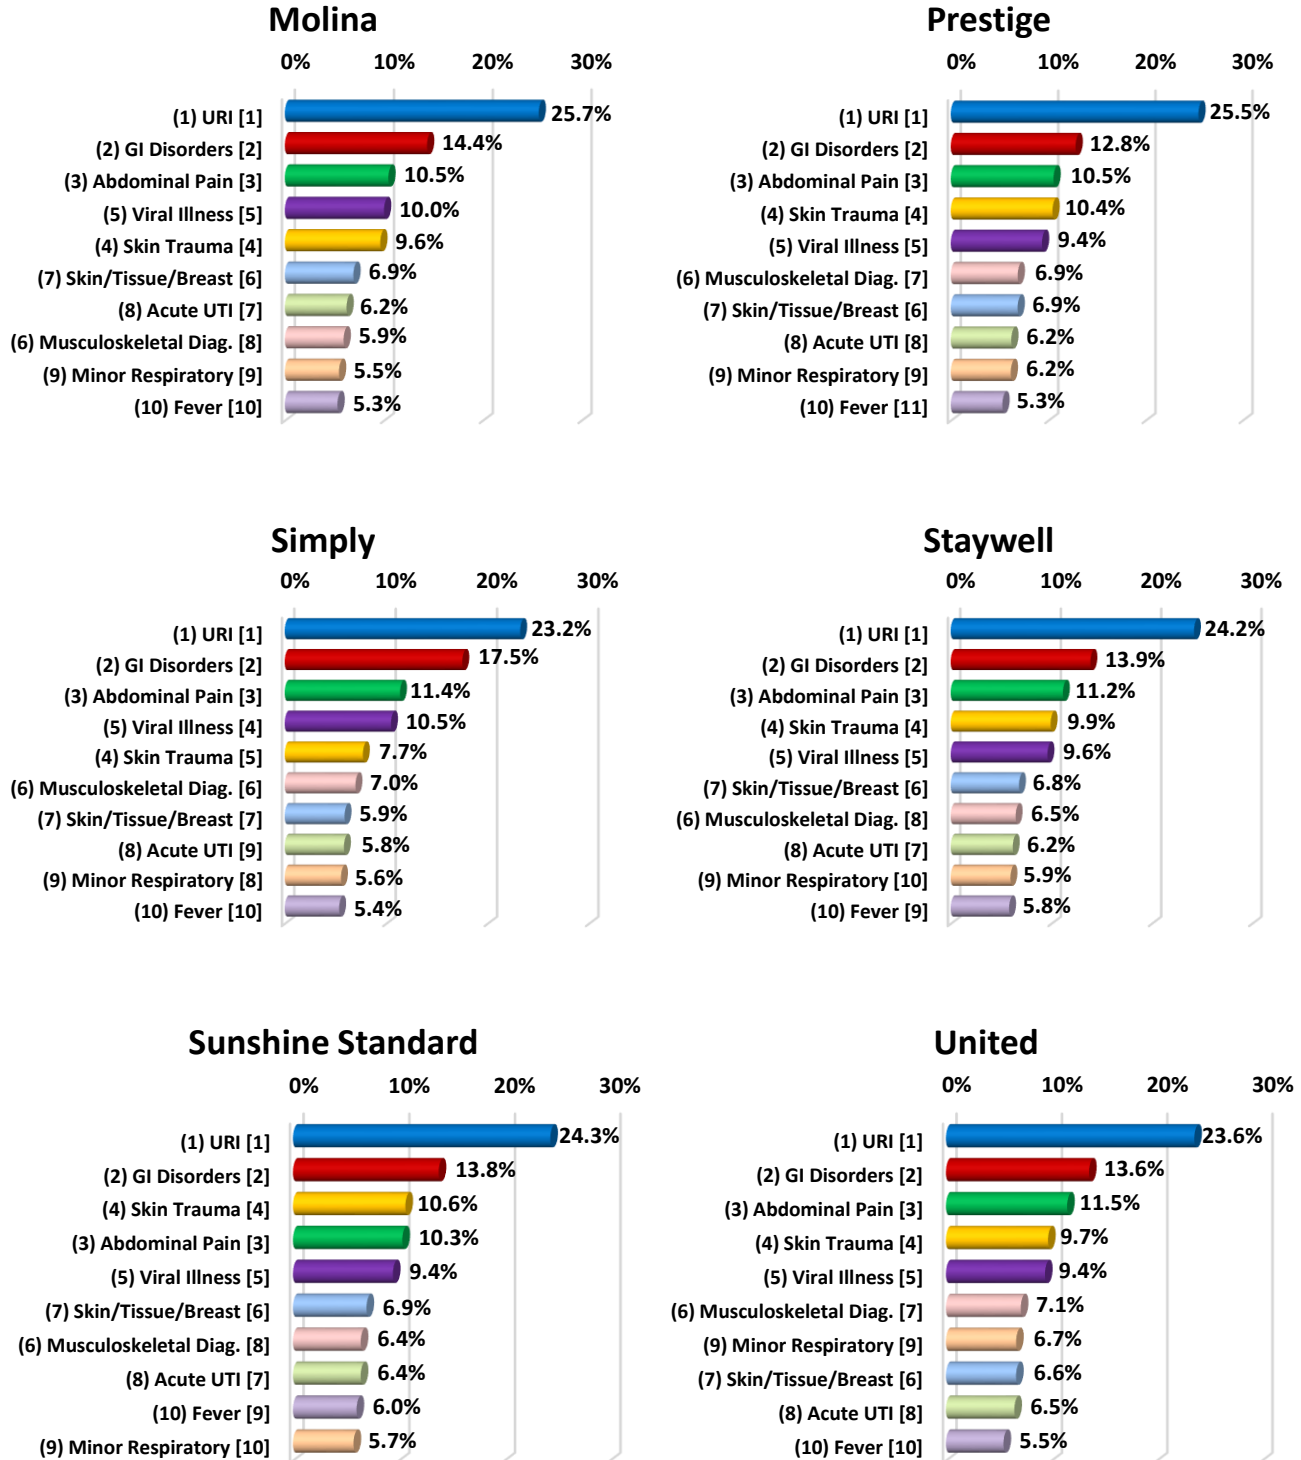 Molina
0% 10% 20% 30%
(1) URI [1] 25.7%
(2) GI Disorders [2] 14.4%
(3) Abdominal Pain [3] 10.5%
(5) Viral Illness [5] 10.0%
(4) Skin Trauma [4] 9.6%
(7) Skin/Tissue/Breast [6] 6.9%
(8) Acute UTI [7] 6.2%
(6) Musculoskeletal Diag. [8] 5.9%
(9) Minor Respiratory [9] 5.5%
(10) Fever [10] 5.3%
Prestige
0% 10% 20% 30%
(1) URI [1] 25.5%
(2) GI Disorders [2] 12.8%
(3) Abdominal Pain [3] 10.5%
(4) Skin Trauma [4] 10.4%
(5) Viral Illness [5] 9.4%
(6) Musculoskeletal Diag. [7] 6.9%
(7) Skin/Tissue/Breast [6] 6.9%
(8) Acute UTI [8] 6.2%
(9) Minor Respiratory [9] 6.2%
(10) Fever [11] 5.3%
Simply
0% 10% 20% 30%
(1) URI [1] 23.2%
(2) GI Disorders [2] 17.5%
(3) Abdominal Pain [3] 11.4%
(5) Viral Illness [4] 10.5%
(4) Skin Trauma [5] 7.7%
(6) Musculoskeletal Diag. [6] 7.0%
(7) Skin/Tissue/Breast [7] 5.9%
(8) Acute UTI [9] 5.8%
(9) Minor Respiratory [8] 5.6%
(10) Fever [10] 5.4%
Staywell
0% 10% 20% 30%
(1) URI [1] 24.2%
(2) GI Disorders [2] 13.9%
(3) Abdominal Pain [3] 11.2%
(4) Skin Trauma [4] 9.9%
(5) Viral Illness [5] 9.6%
(7) Skin/Tissue/Breast [6] 6.8%
(6) Musculoskeletal Diag. [8] 6.5%
(8) Acute UTI [7] 6.2%
(9) Minor Respiratory [10] 5.9%
(10) Fever [9] 5.8%
Sunshine Standard
0% 10% 20% 30%
(1) URI [1] 24.3%
(2) GI Disorders [2] 13.8%
(4) Skin Trauma [4] 10.6%
(3) Abdominal Pain [3] 10.3%
(5) Viral Illness [5] 9.4%
(7) Skin/Tissue/Breast [6] 6.9%
(6) Musculoskeletal Diag. [8] 6.4%
(8) Acute UTI [7] 6.4%
(10) Fever [9] 6.0%
(9) Minor Respiratory [10] 5.7%
United
0% 10% 20% 30%
(1) URI [1] 23.6%
(2) GI Disorders [2] 13.6%
(3) Abdominal Pain [3] 11.5%
(4) Skin Trauma [4] 9.7%
(5) Viral Illness [5] 9.4%
(6) Musculoskeletal Diag. [7] 7.1%
(9) Minor Respiratory [9] 6.7%
(7) Skin/Tissue/Breast [6] 6.6%
(8) Acute UTI [8] 6.5%
(10) Fever [10] 5.5%